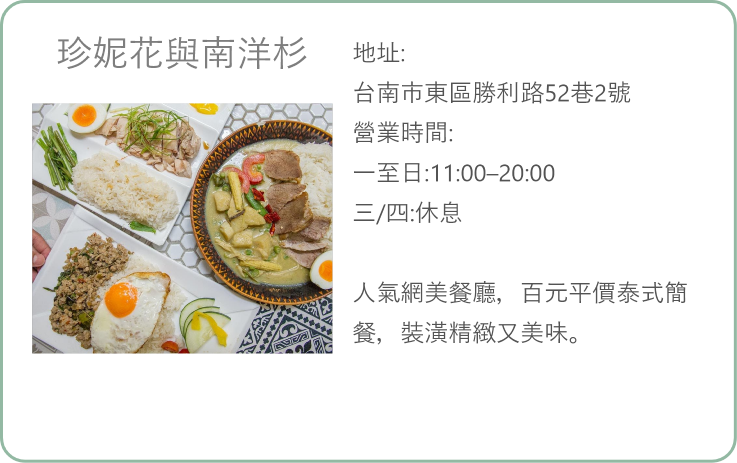 珍妮花與南洋杉
地址:
台南市東區勝利路52巷2號
營業時間:
一至日:11:00–20:00
三/四:休息
人氣網美餐廳，百元平價泰式簡
餐，裝潢精緻又美味。